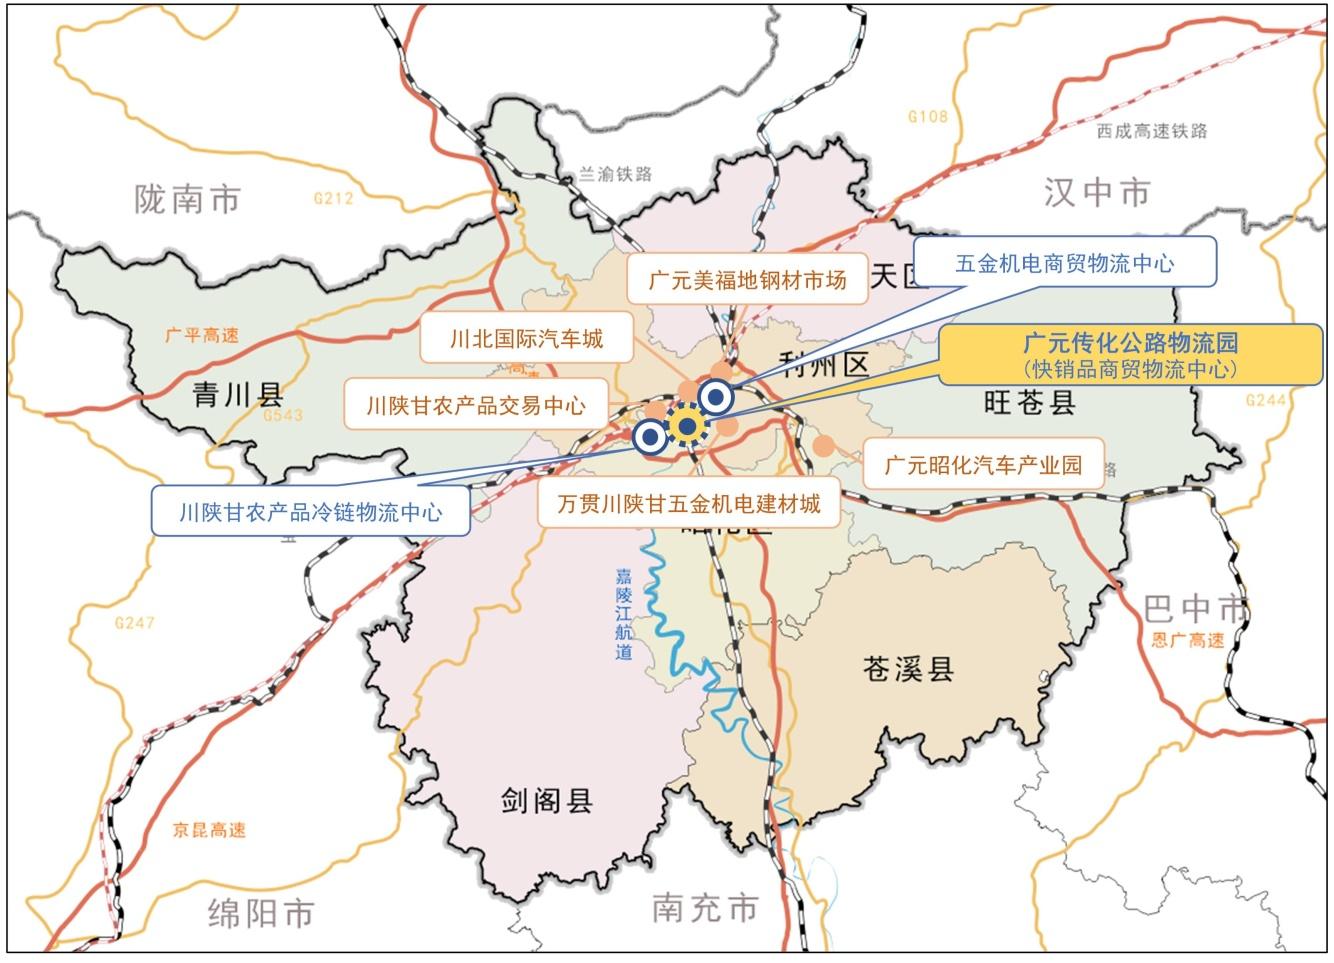 G108
西成高速铁路
兰渝铁路
陇南市
G212
汉中市
五金机电商贸物流中心
广元美福地钢材市场
天区
广平高速
川北国际汽车城
广元传化公路物流园
(快销品商贸物流中心)
利州区
青川县
川陕甘农产品交易中心
旺苍县
G244
G543
广元昭化汽车产业园
路
川陕甘农产品冷链物流中心
万贯川陕甘五金机电建材城
嘉陵江航道
G247
巴中市
恩广高速
苍溪县
剑阁县
京昆高速
绵阳市
南充市